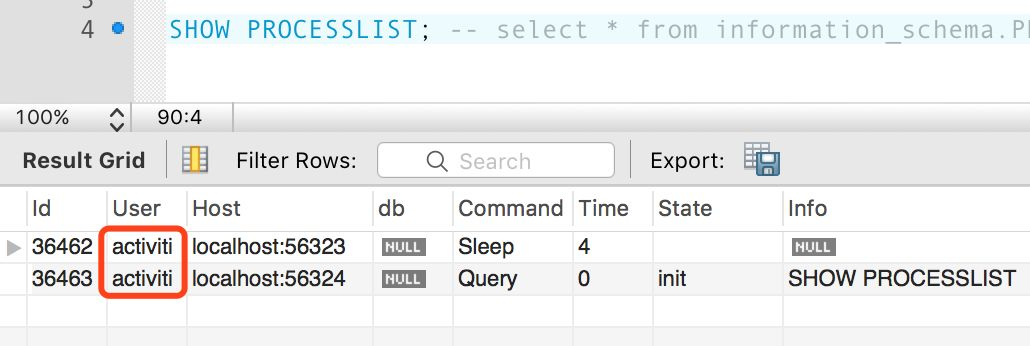 4 SHOW PROCESSLIST; -- select * from information_schema.
100% 90:4
Result Grid Filter Rows: Search Export:
Id User Host db Command Time State Info
36462 activiti localhost:56323 NULL Sleep 4 NULL
36463 activiti localhost:56324 NULL Query 0 init SHOW PROCESSLIST